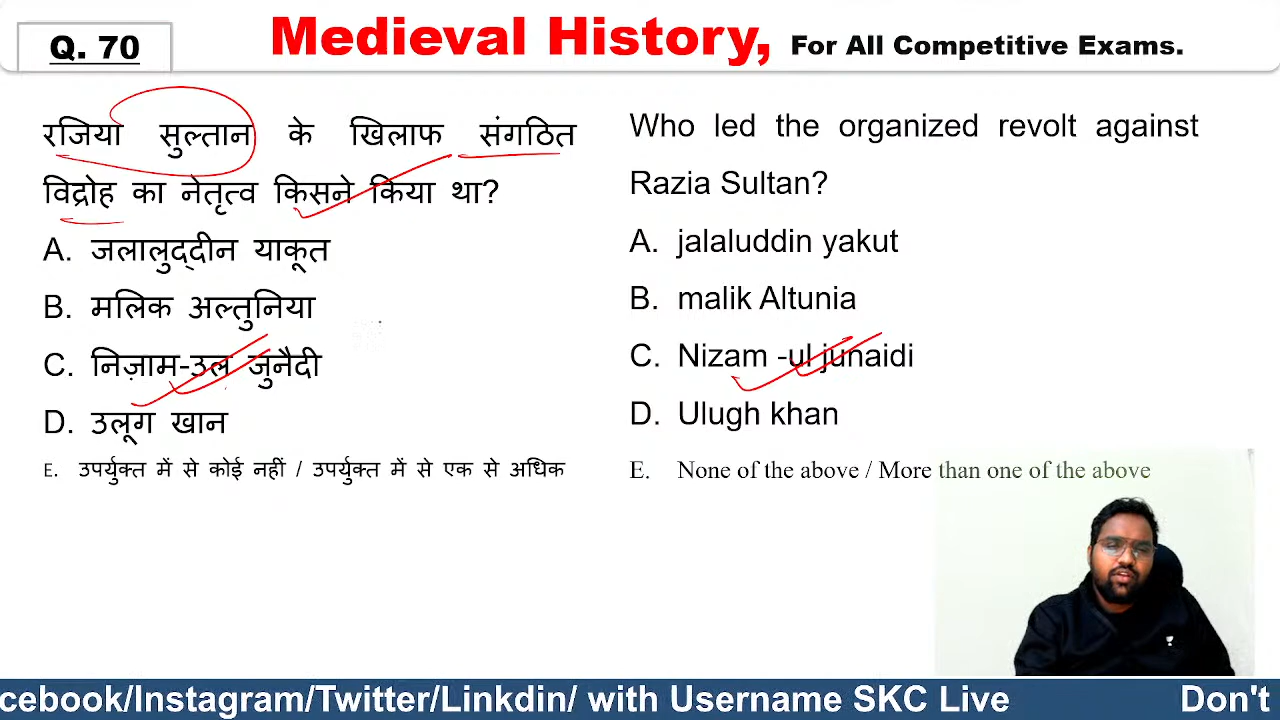 Q. 70
Medieval History, For All Competitive Exams.
रजिया सुल्तान के खिलाफ संगठित
विद्रोह का नेतृत्व किसने किया था?
A. जलालुद्दीन याकूत
B. मलिक अल्तुनिया
C. निज़ाम-उल जुनैदी
D. उलूग खान
E. उपर्युक्त में से कोई नहीं / उपर्युक्त में से एक से अधिक
Who led the organized revolt against
Razia Sultan?
A. jalaluddin yakut
B. malik Altunia
C. Nizam -ul junaidi
D. Ulugh khan
E. None of the above / More than one of the above
cebook/Instagram/Twitter/Linkdin/ with Username SKC Live Don't